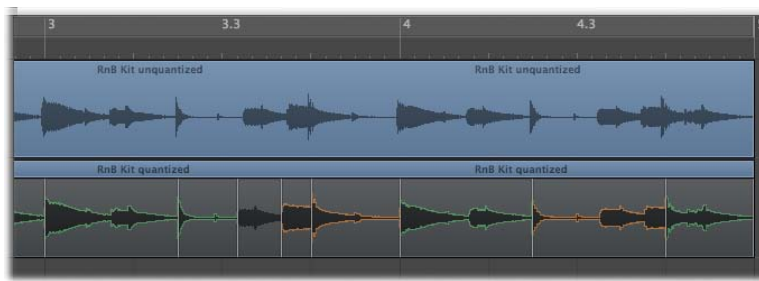 3 3.3 4 4.3
RnB Kit unquantized RnB Kit unquantized
RnB Kit quantized RnB Kit quantized